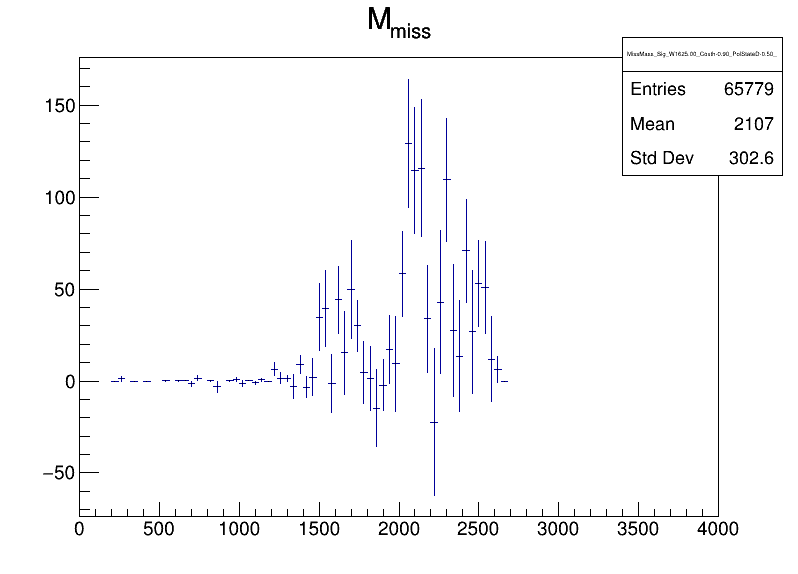 M_miss
MissMass_Sig_W1625.00_Costh-0.90_PolStateD-0.50_
Entries 65779
Mean 2107
Std Dev 302.6
150
100
50
0
−50
0 500 1000 1500 2000 2500 3000 3500 4000